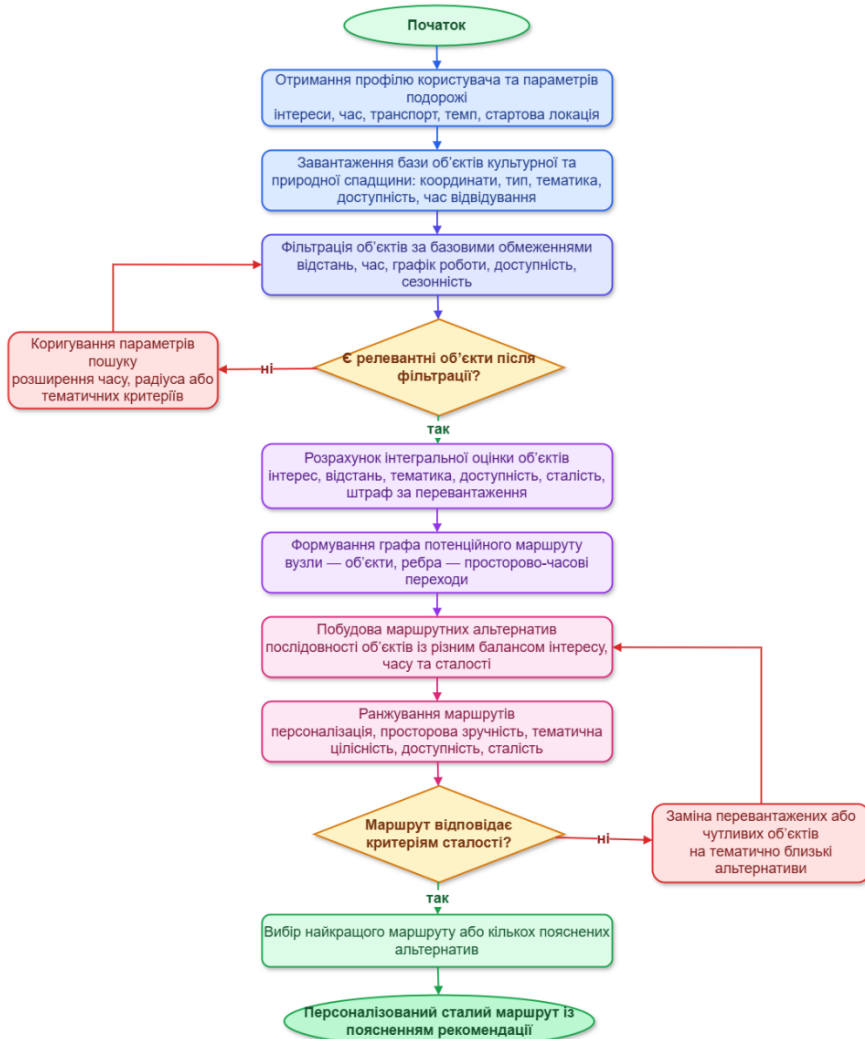 Початок
Отримання профілю користувача та параметрів
подорожі
інтереси, час, транспорт, темп, стартова локація
Завантаження бази об’єктів культурної та
природної спадщини: координати, тип, тематика,
доступність, час відвідування
Фільтрація об’єктів за базовими обмеженнями
відстань, час, графік роботи, доступність,
сезонність
Є релевантні об’єкти після
фільтрації?
ні
Коригування параметрів
пошуку
розширення часу, радіуса або
тематичних критеріїв
так
Розрахунок інтегральної оцінки об’єктів
інтерес, відстань, тематика, доступність, сталість,
штраф за перевантаження
Формування графа потенційного маршруту
вузли — об’єкти, ребра — просторово-часові
переходи
Побудова маршрутних альтернатив
послідовності об’єктів із різним балансом інтересу,
часу та сталості
Ранжування маршрутів
персоналізація, просторова зручність, тематична
цілісність, доступність, сталість
Маршрут відповідає
критеріям сталості?
ні
Заміна перевантажених або
чутливих об’єктів
на тематично близькі
альтернативи
так
Вибір найкращого маршруту або кількох пояснених
альтернатив
Персоналізований сталий маршрут із
поясненням рекомендації